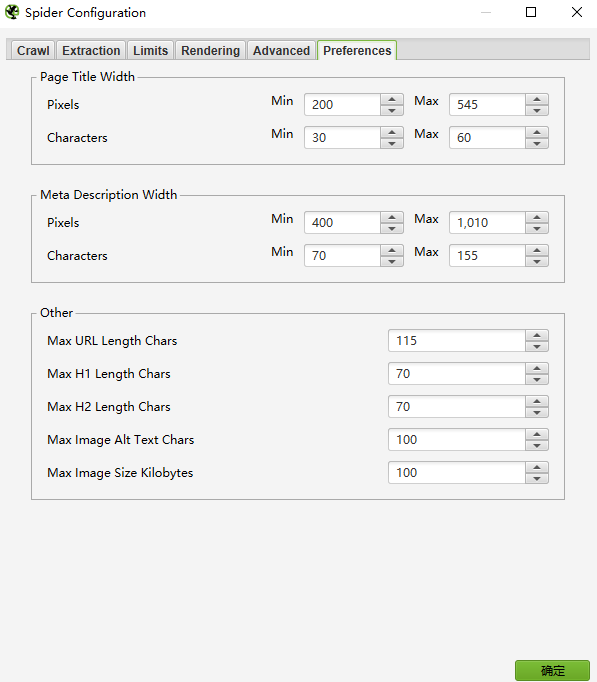 Spider Configuration
Crawl Extraction Limits Rendering Advanced Preferences
Page Title Width
Pixels Min 200 Max 545
Characters Min 30 Max 60
Meta Description Width
Pixels Min 400 Max 1,010
Characters Min 70 Max 155
Other
Max URL Length Chars 115
Max H1 Length Chars 70
Max H2 Length Chars 70
Max Image Alt Text Chars 100
Max Image Size Kilobytes 100
确定